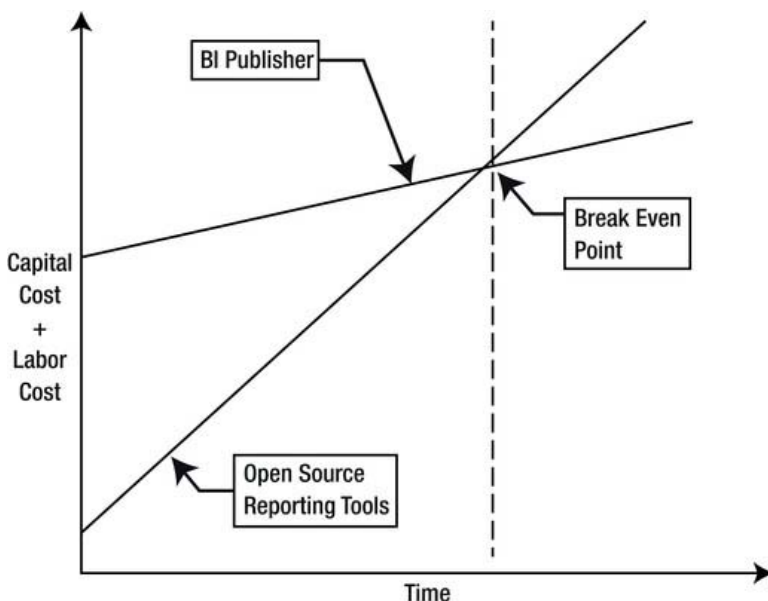 BI Publisher
Break Even
Point
Capital
Cost
+
Labor
Cost
Open Source
Reporting Tools
Time